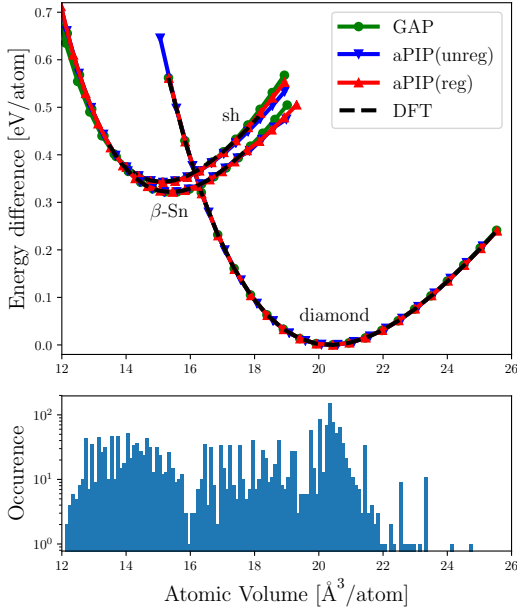 Energy difference [eV/atom]
0.7
0.6
0.5
0.4
0.3
0.2
0.1
0.0
GAP
aPIP(unreg)
aPIP(reg)
DFT
sh
β-Sn
diamond
12 14 16 18 20 22 24 26
Occurence
10²
10¹
10⁰
12 14 16 18 20 22 24 26
Atomic Volume [Å³/atom]